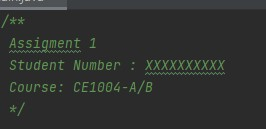 /**
Assigment 1
Student Number : XXXXXXXXXX
Course: CE1004-A/B
*/